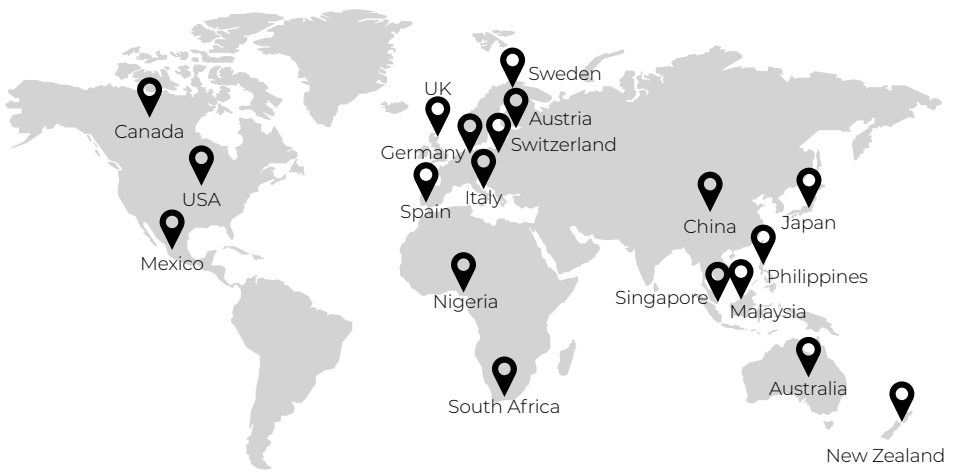 Sweden
UK
Canada
Austria
Switzerland
Germany
USA
Italy
Spain
China
Japan
Mexico
Philippines
Nigeria
Singapore
Malaysia
Australia
South Africa
New Zealand